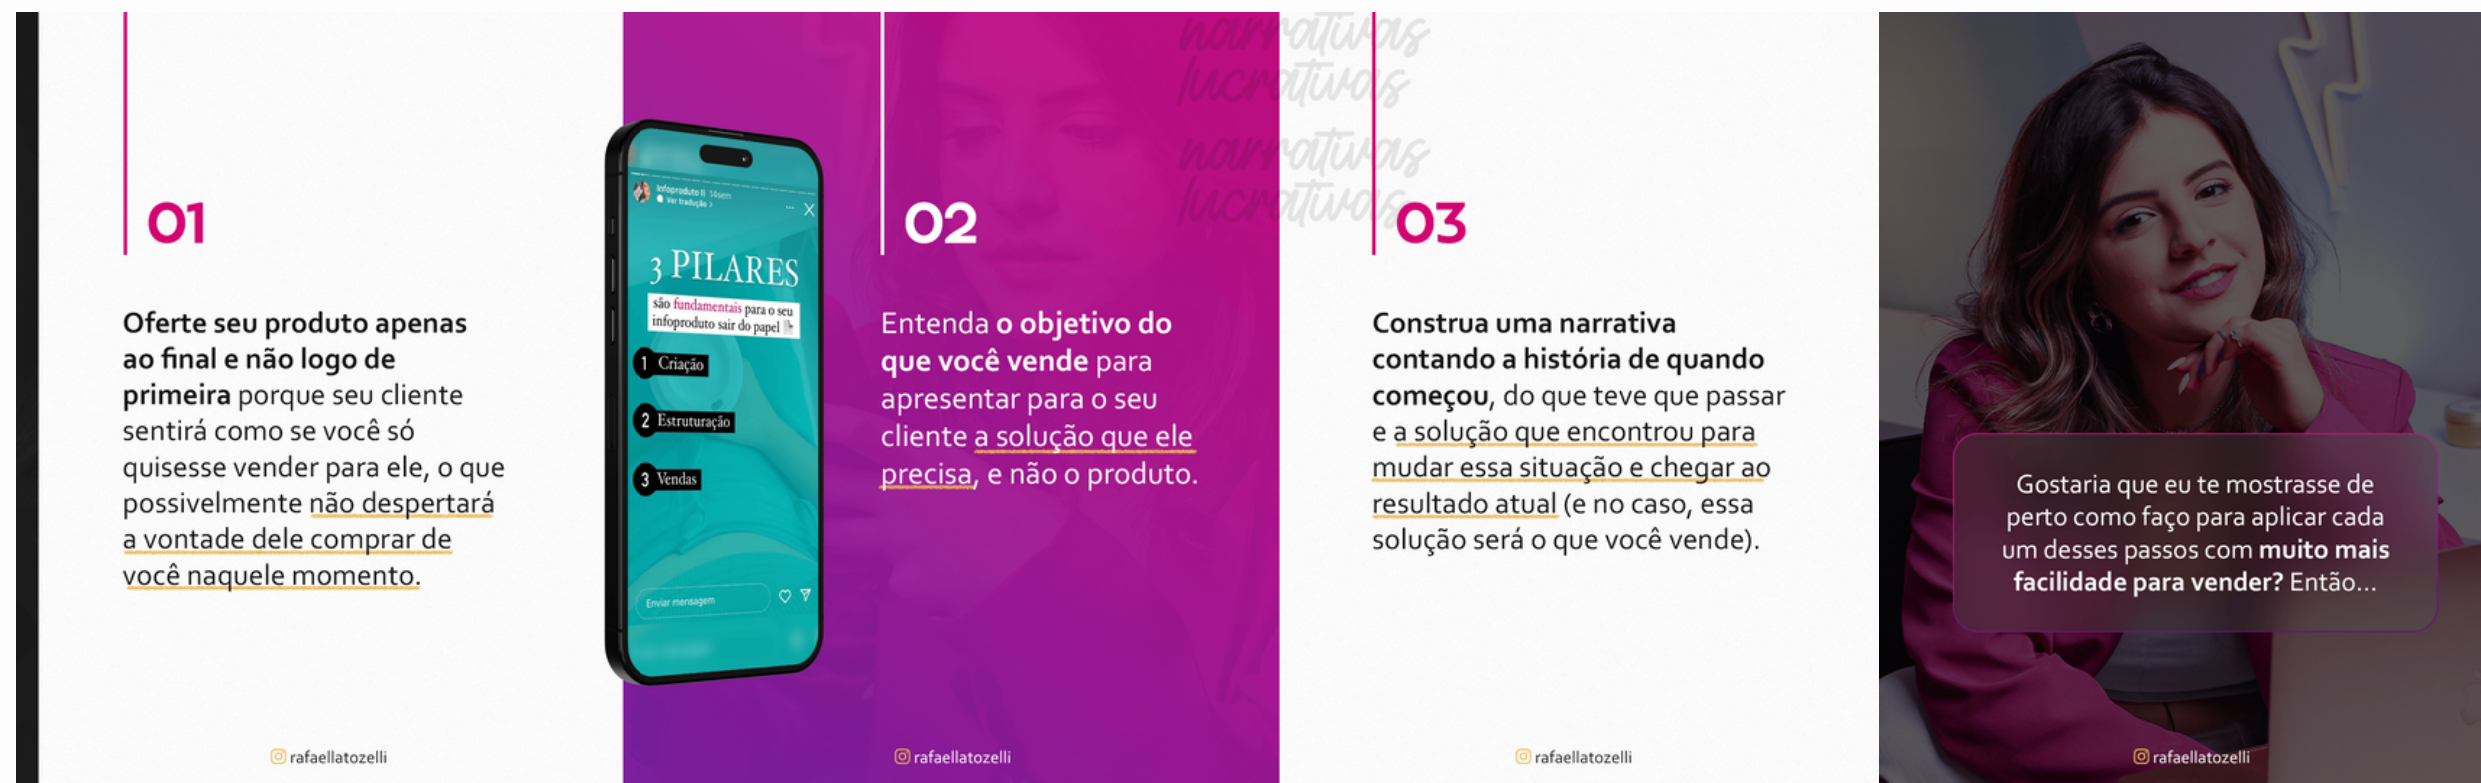 01
Oferte seu produto apenas
ao final e não logo de
primeira porque seu cliente
sentirá como se você só
quisesse vender para ele, o que
possivelmente não despertará
a vontade dele comprar de
você naquele momento.
rafaellatozelli
Infoproduto II 14sem
Ver tradução >
3 PILARES
são fundamentais para o seu
infoproduto sair do papel
1 Criação
2 Estruturação
3 Vendas
Enviar mensagem
02
Entenda o objetivo do
que você vende para
apresentar para o seu
cliente a solução que ele
precisa, e não o produto.
rafaellatozelli
narrativas
lucrativas
narrativas
lucrativas
03
Construa uma narrativa
contando a história de quando
começou, do que teve que passar
e a solução que encontrou para
mudar essa situação e chegar ao
resultado atual (e no caso, essa
solução será o que você vende).
rafaellatozelli
Gostaria que eu te mostrasse de
perto como faço para aplicar cada
um desses passos com muito mais
facilidade para vender? Então...
rafaellatozelli